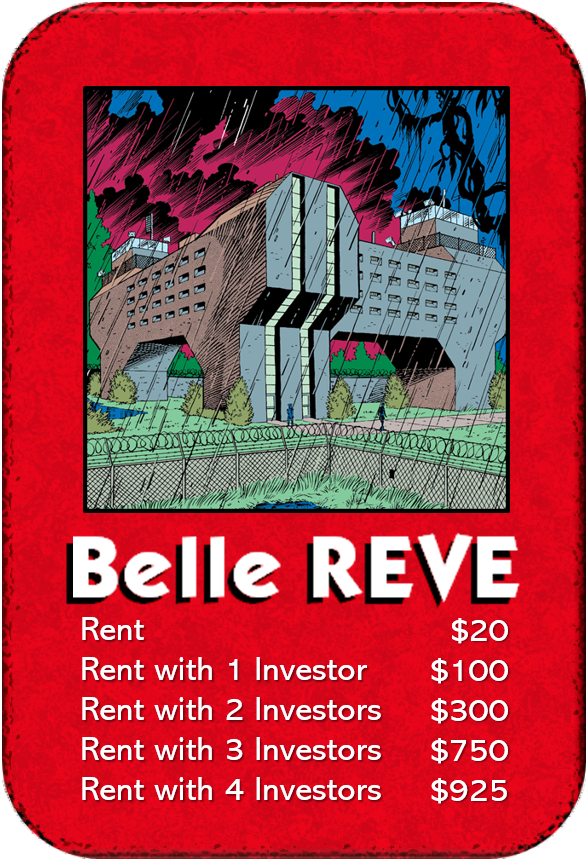 Belle REVE
Rent $20
Rent with 1 Investor $100
Rent with 2 Investors $300
Rent with 3 Investors $750
Rent with 4 Investors $925